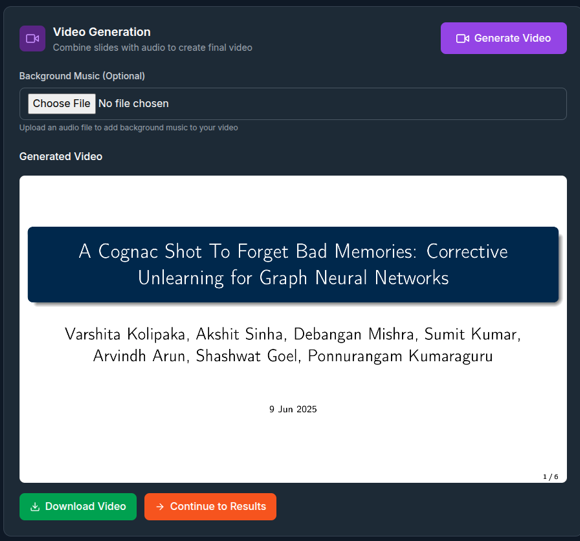 Video Generation
Combine slides with audio to create final video
Generate Video
Background Music (Optional)
Choose File No file chosen
Upload an audio file to add background music to your video
Generated Video
A Cognac Shot To Forget Bad Memories: Corrective
Unlearning for Graph Neural Networks
Varshita Kolipaka, Akshit Sinha, Debangan Mishra, Sumit Kumar,
Arvindh Arun, Shashwat Goel, Ponnurangam Kumaraguru
9 Jun 2025
1 / 6
Download Video
Continue to Results